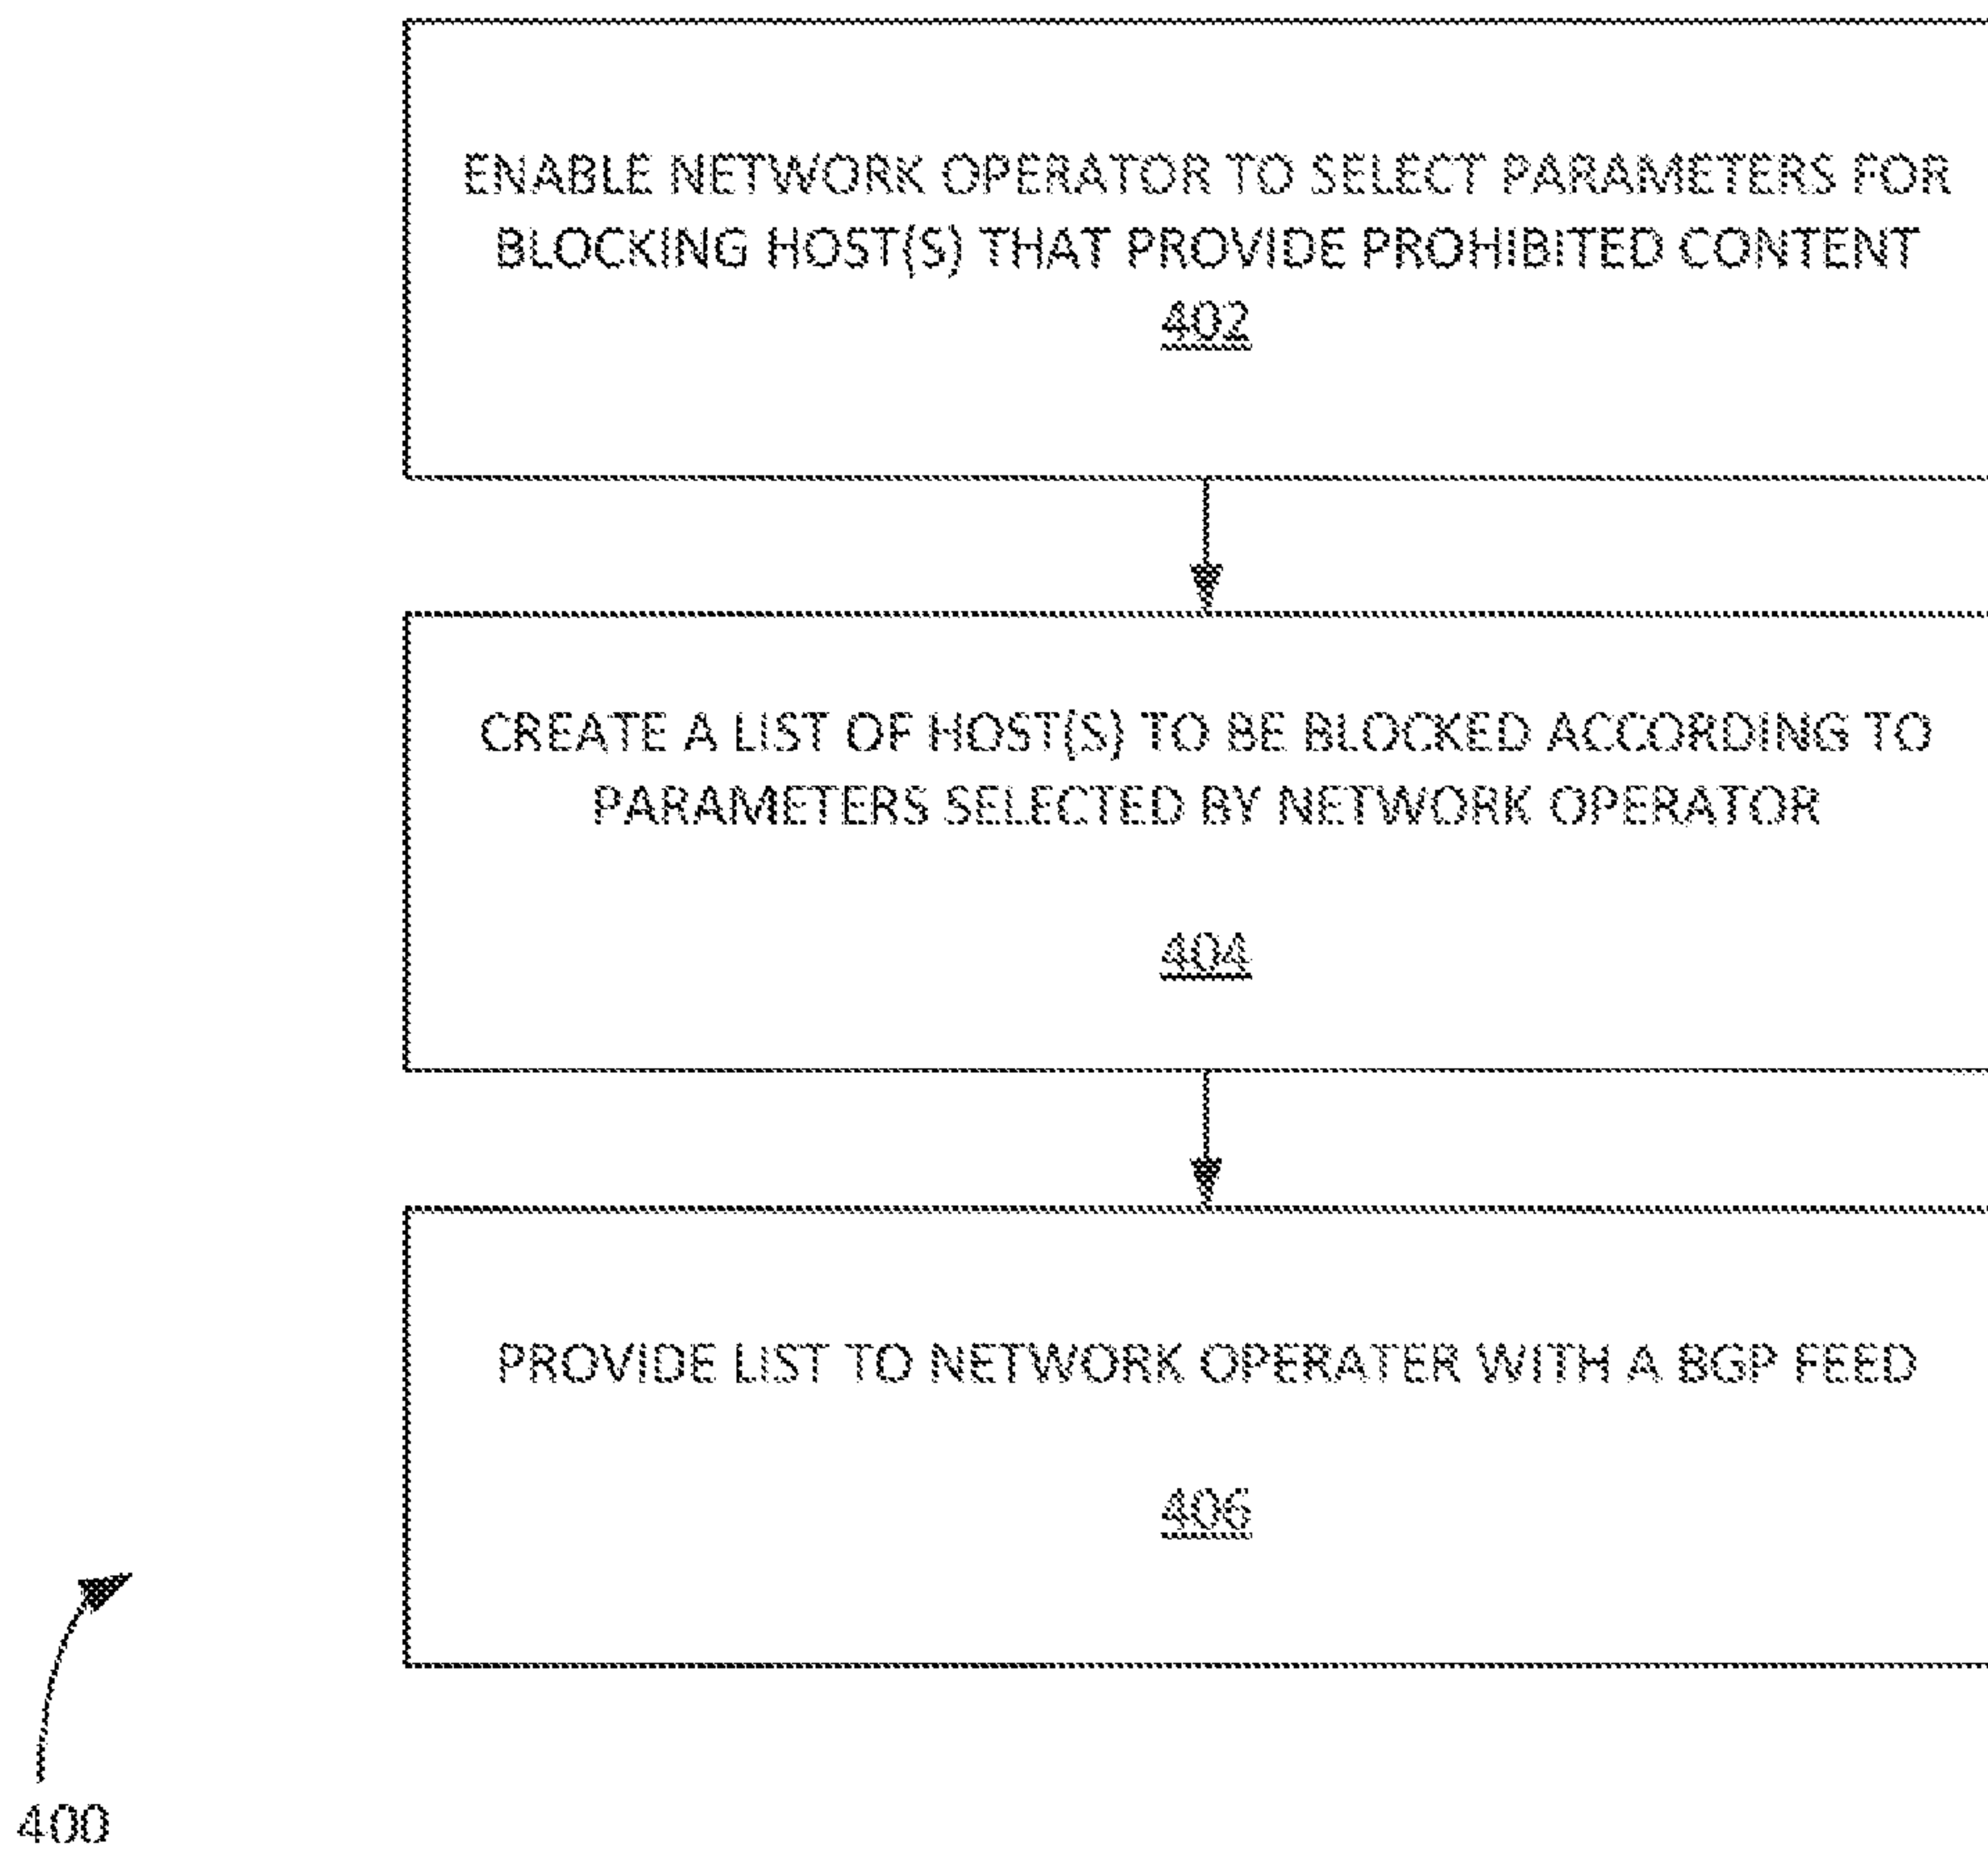 ENABLE NETWORK OPERATOR TO SELECT PARAMETERS FOR
BLOCKING HOST(S) THAT PROVIDE PROHIBITED CONTENT
402
CREATE A LIST OF HOST(S) TO BE BLOCKED ACCORDING TO
PARAMETERS SELECTED BY NETWORK OPERATOR
404
PROVIDE LIST TO NETWORK OPERATER WITH A BGP FEED
406
400